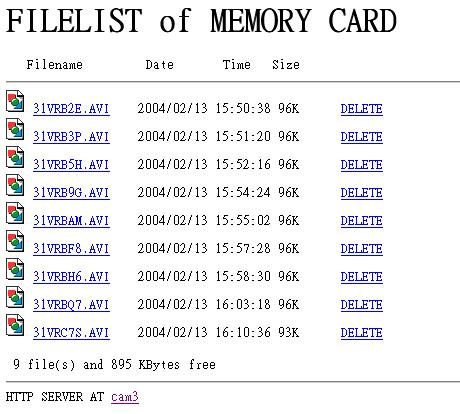 FILELIST of MEMORY CARD
Filename Date Time Size
31VRB2E.AVI 2004/02/13 15:50:38 96K DELETE
31VRB3P.AVI 2004/02/13 15:51:20 96K DELETE
31VRB5H.AVI 2004/02/13 15:52:16 96K DELETE
31VRB9G.AVI 2004/02/13 15:54:24 96K DELETE
31VRBAM.AVI 2004/02/13 15:55:02 96K DELETE
31VRBF8.AVI 2004/02/13 15:57:28 96K DELETE
31VRBH6.AVI 2004/02/13 15:58:30 96K DELETE
31VRBQ7.AVI 2004/02/13 16:03:18 96K DELETE
31VRC7S.AVI 2004/02/13 16:10:36 93K DELETE
9 file(s) and 895 KBytes free
HTTP SERVER AT cam3